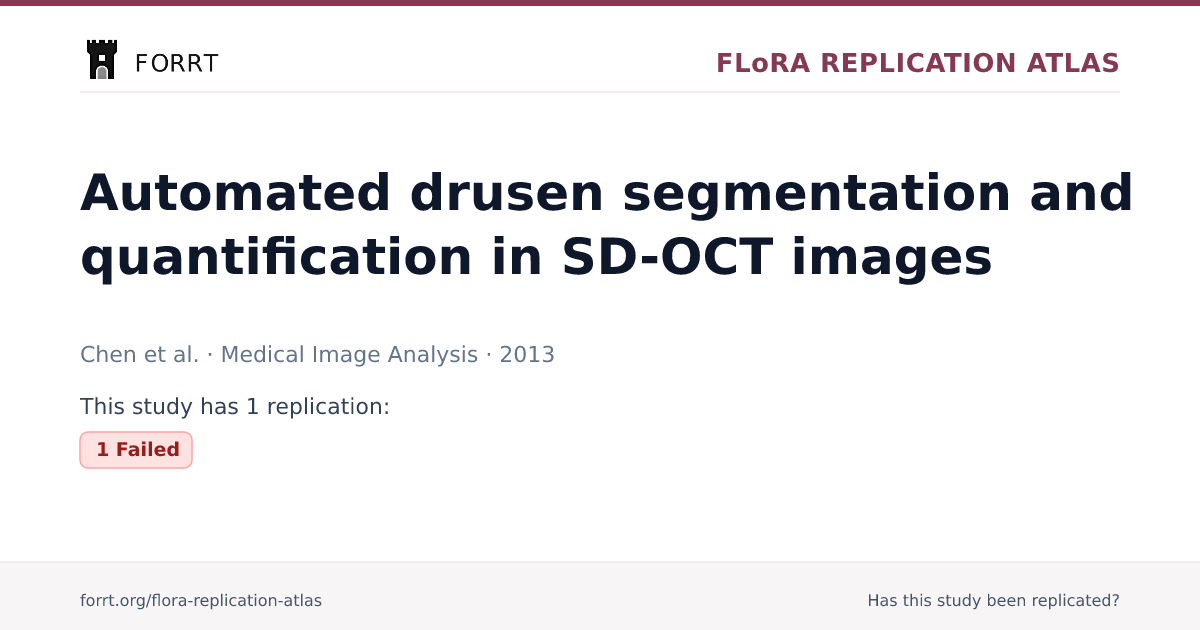 FORRT
FLoRA REPLICATION ATLAS
Automated drusen segmentation and
quantification in SD-OCT images
Chen et al. · Medical Image Analysis · 2013
This study has 1 replication:
1 Failed
forrt.org/flora-replication-atlas
Has this study been replicated?